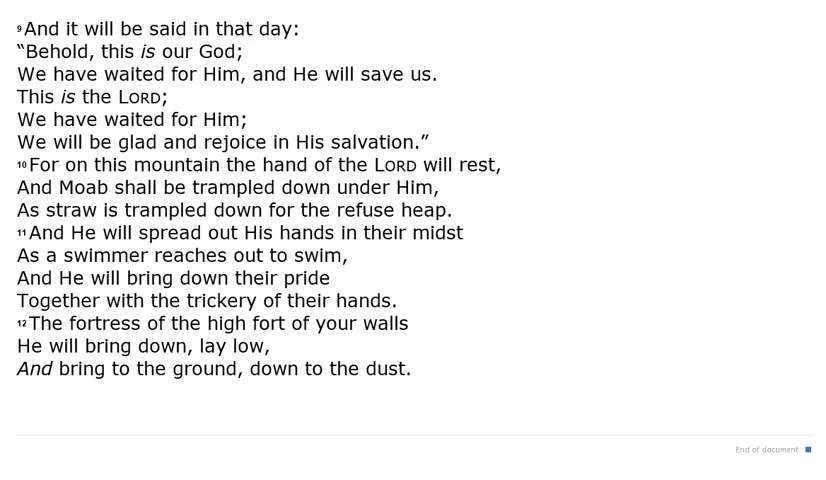 9 And it will be said in that day:
“Behold, this is our God;
We have waited for Him, and He will save us.
This is the LORD;
We have waited for Him;
We will be glad and rejoice in His salvation.”
10 For on this mountain the hand of the LORD will rest,
And Moab shall be trampled down under Him,
As straw is trampled down for the refuse heap.
11 And He will spread out His hands in their midst
As a swimmer reaches out to swim,
And He will bring down their pride
Together with the trickery of their hands.
12 The fortress of the high fort of your walls
He will bring down, lay low,
And bring to the ground, down to the dust.
End of document